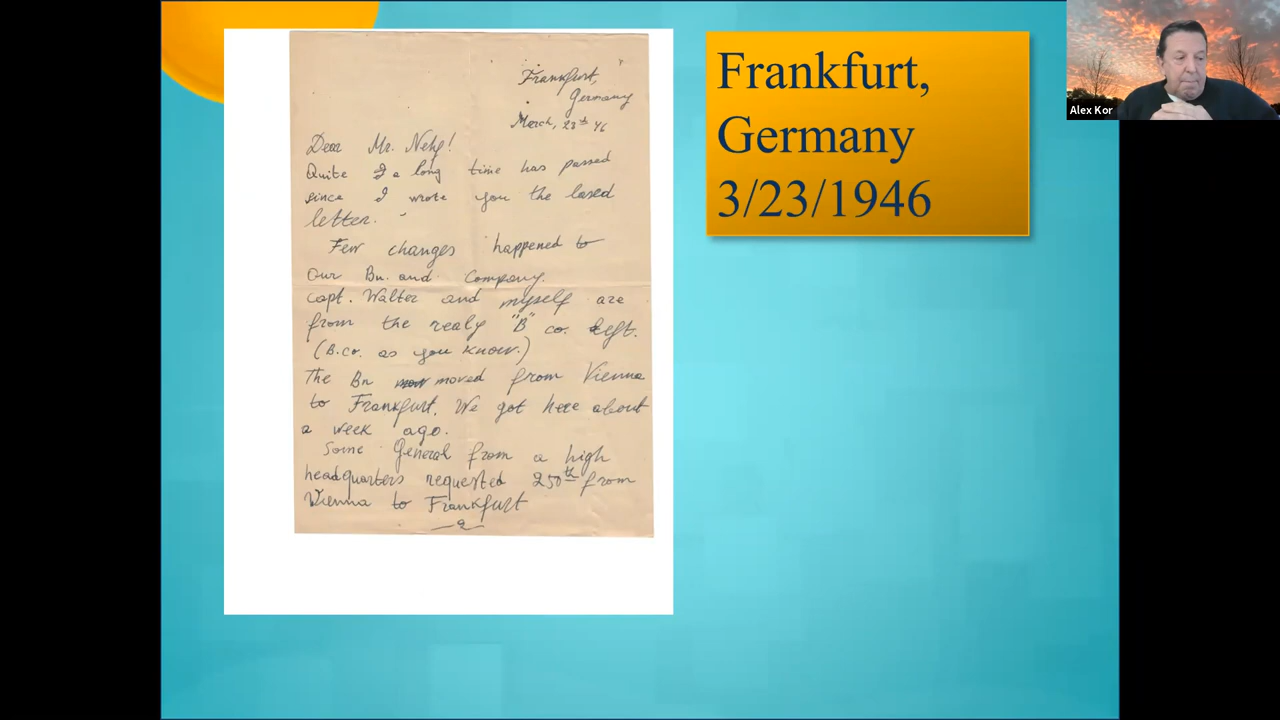 Frankfurt,
Germany
March, 23th 46
Dear Mr. Nehf!
Quite a long time has passed
since I wrote you the lased
letter.
Few changes happened to
our Bn. and Company.
Capt. Walter and myself are
from the realy "B" co. left.
(B.co. as you know.)
The Bn moved from Vienna
to Frankfurt. We got here about
a week ago.
Some General from a high
headquarters requested 250th from
Vienna to Frankfurt
2
Frankfurt,
Germany
3/23/1946
Alex Kor